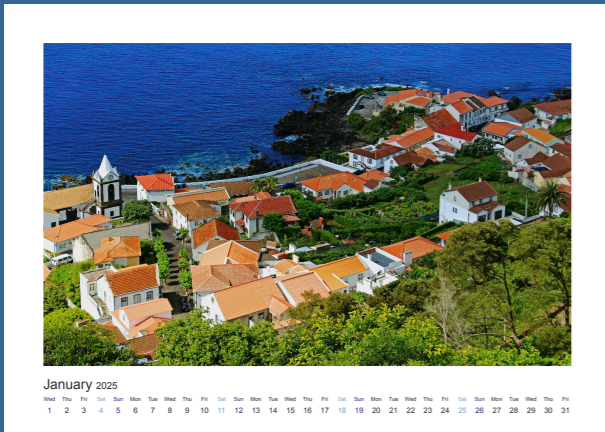 January 2025
Wed Thu Fri Sat Sun Mon Tue Wed Thu Fri Sat Sun Mon Tue Wed Thu Fri Sat Sun Mon Tue Wed Thu Fri Sat Sun Mon Tue Wed Thu Fri
1 2 3 4 5 6 7 8 9 10 11 12 13 14 15 16 17 18 19 20 21 22 23 24 25 26 27 28 29 30 31